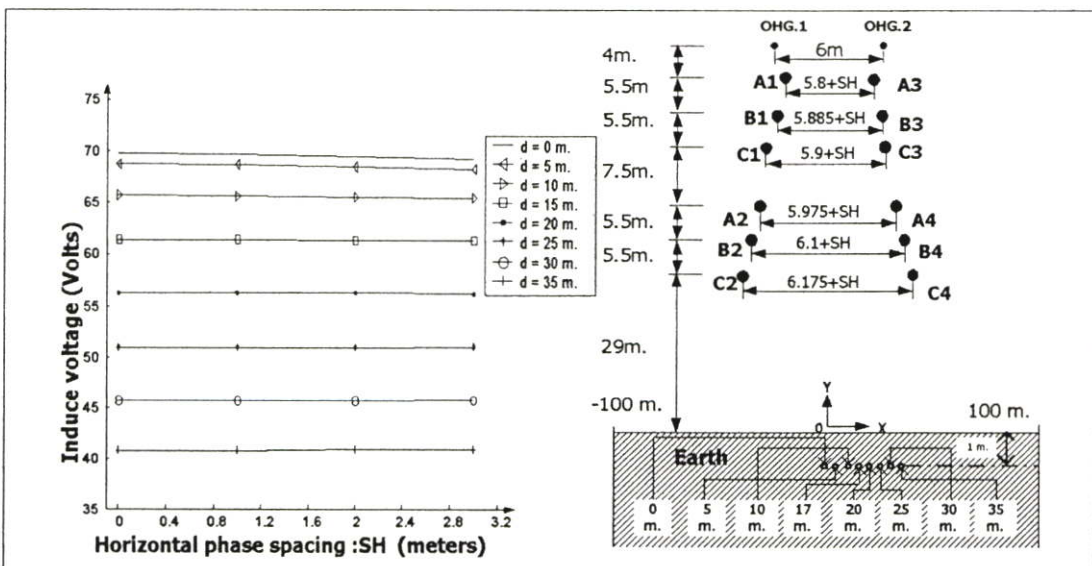 75
70
65
61
56
50
45
40
35
0
0.4
0.8
1.2
1.6
2.0
2.4
2.8
3.2
Induce voltage (Volts)
Horizontal phase spacing :SH (meters)
d = 0 m.
d = 5 m.
d = 10 m.
d = 15 m.
d = 20 m.
d = 25 m.
d = 30 m.
d = 35 m.
OHG.1
OHG.2
6m
4m.
A1
5.8+SH
A3
5.5m
B1
5.885+SH
B3
5.5m.
C1
5.9+SH
C3
7.5m.
A2
5.975+SH
A4
5.5m.
B2
6.1+SH
B4
5.5m.
C2
6.175+SH
C4
29m.
-100 m.
Y
0
X
100 m.
1 m.
Earth
0 m.
5 m.
10 m.
17 m.
20 m.
25 m.
30 m.
35 m.